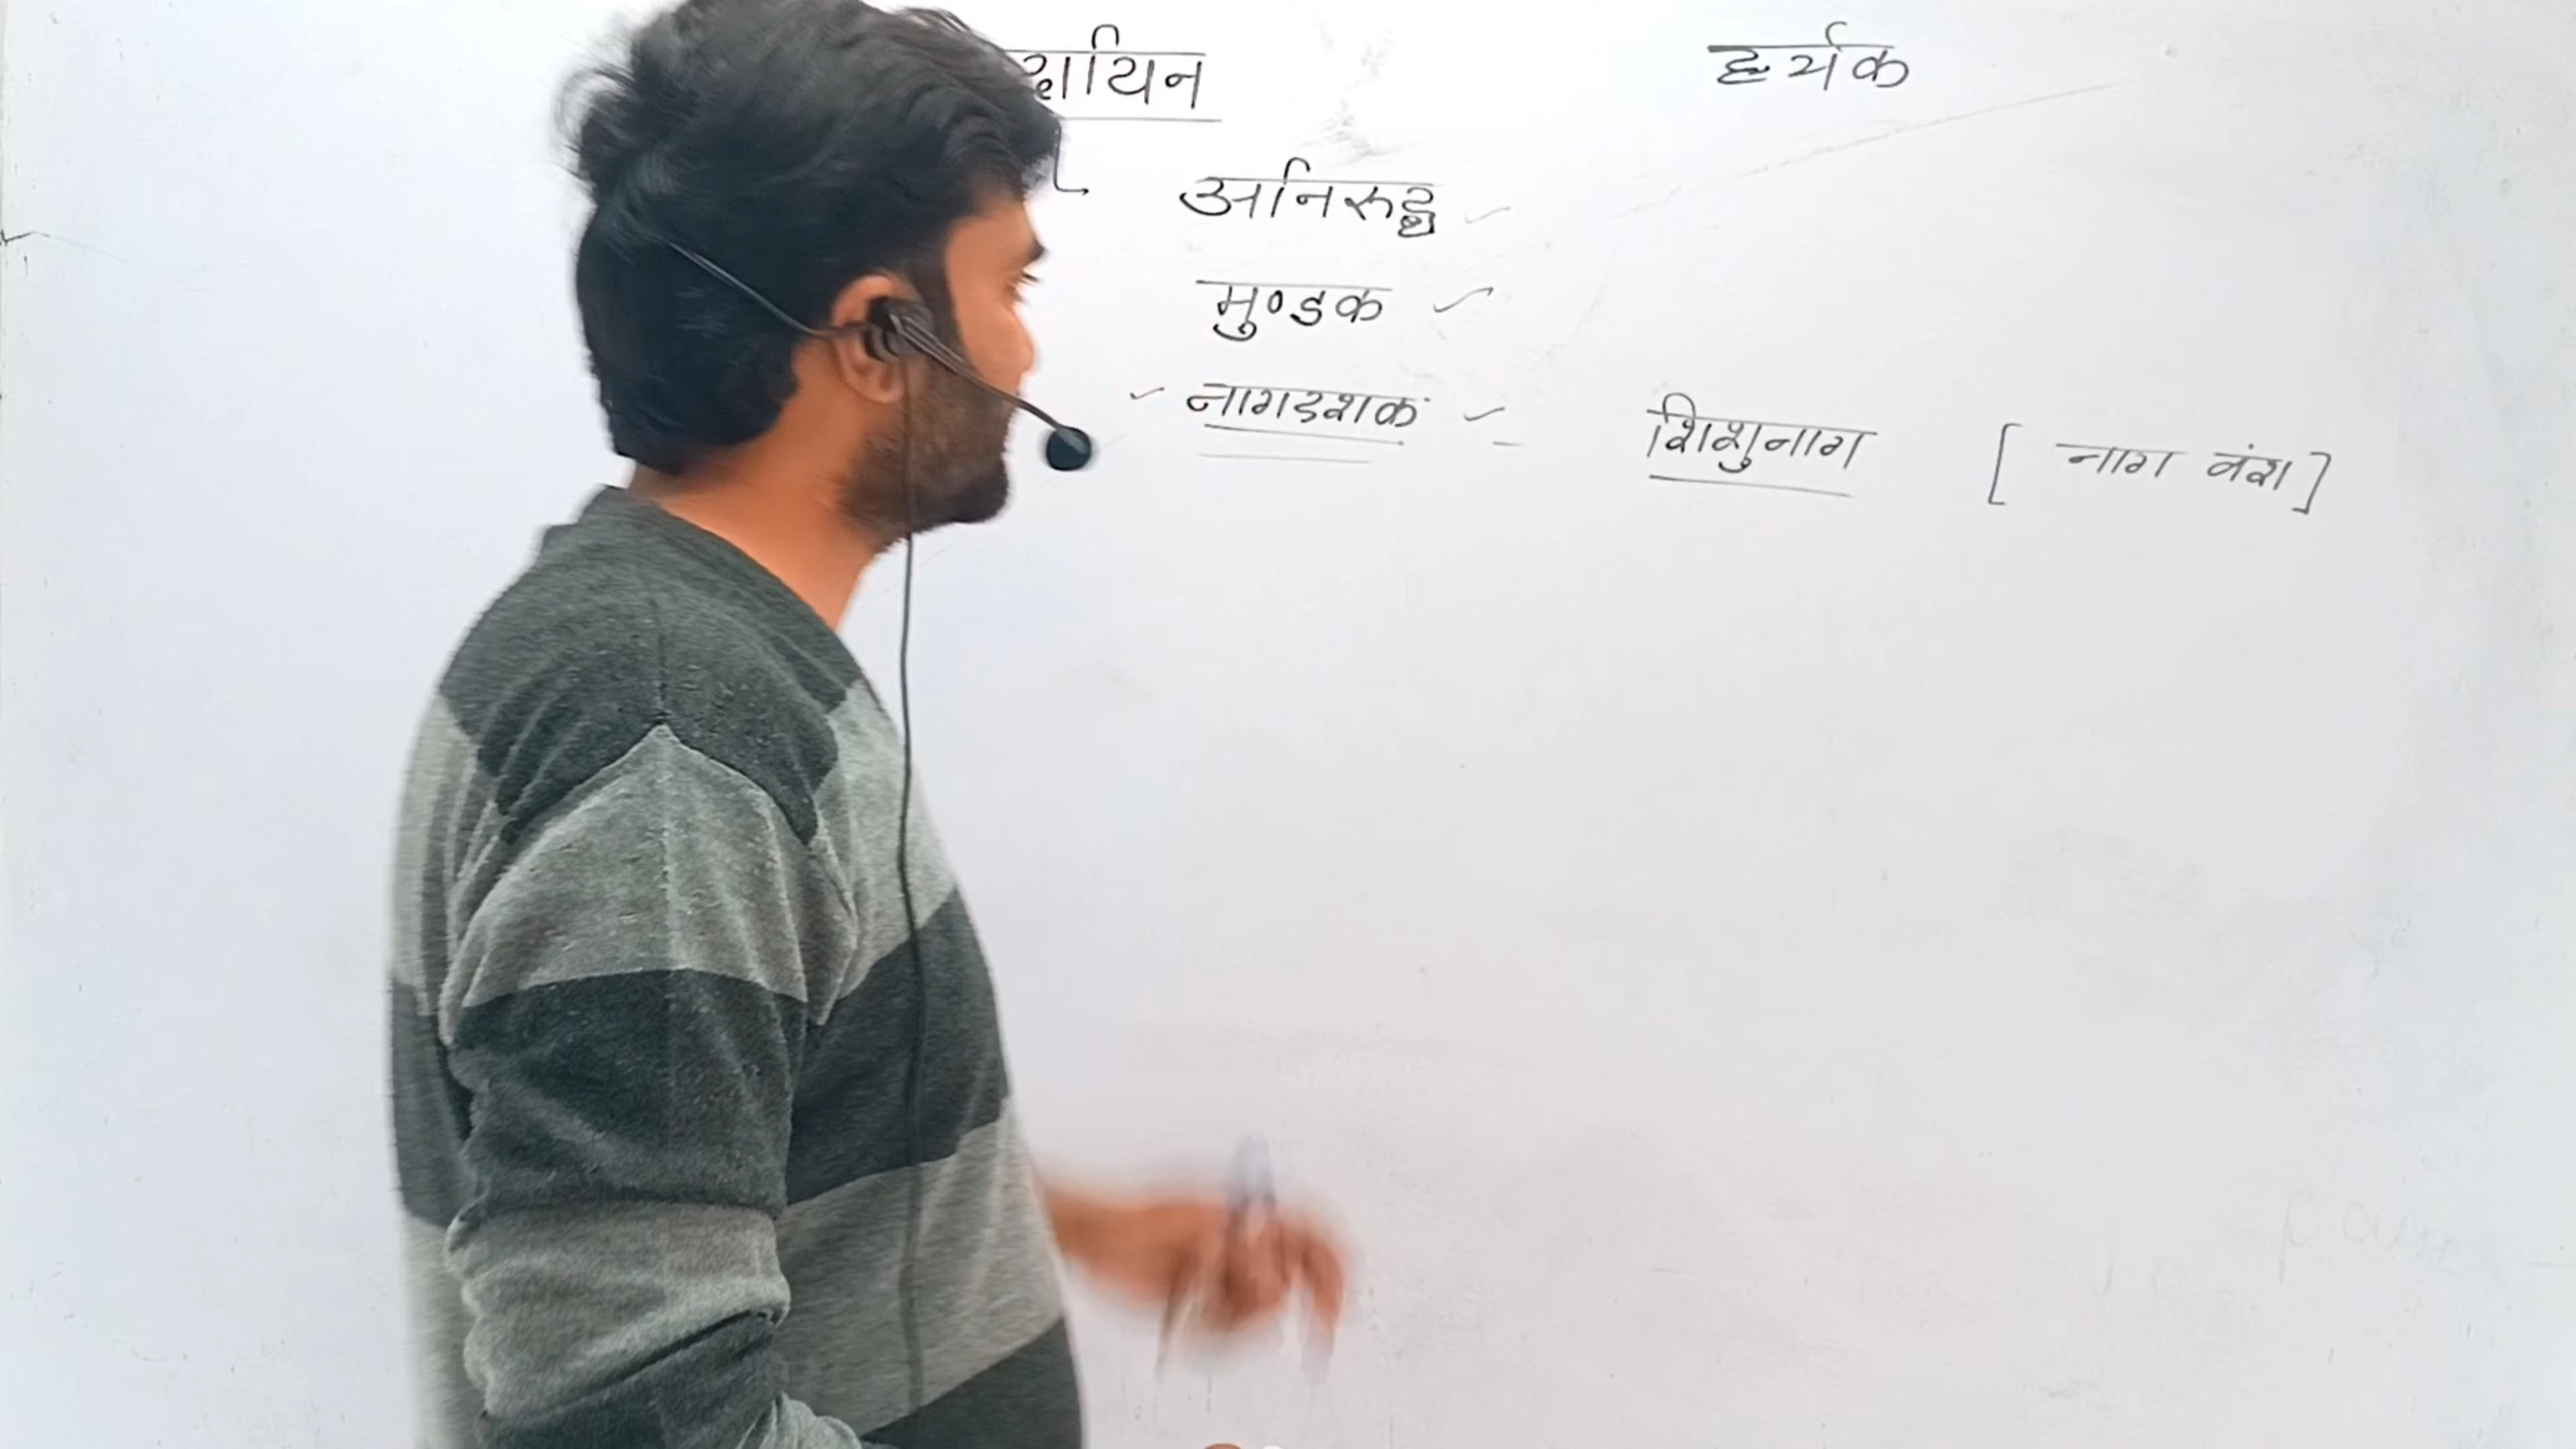 यिन हर्यक
अनिरुद्ध
मुण्डक
नागदशक शिशुनाग [ नाग वंश ]